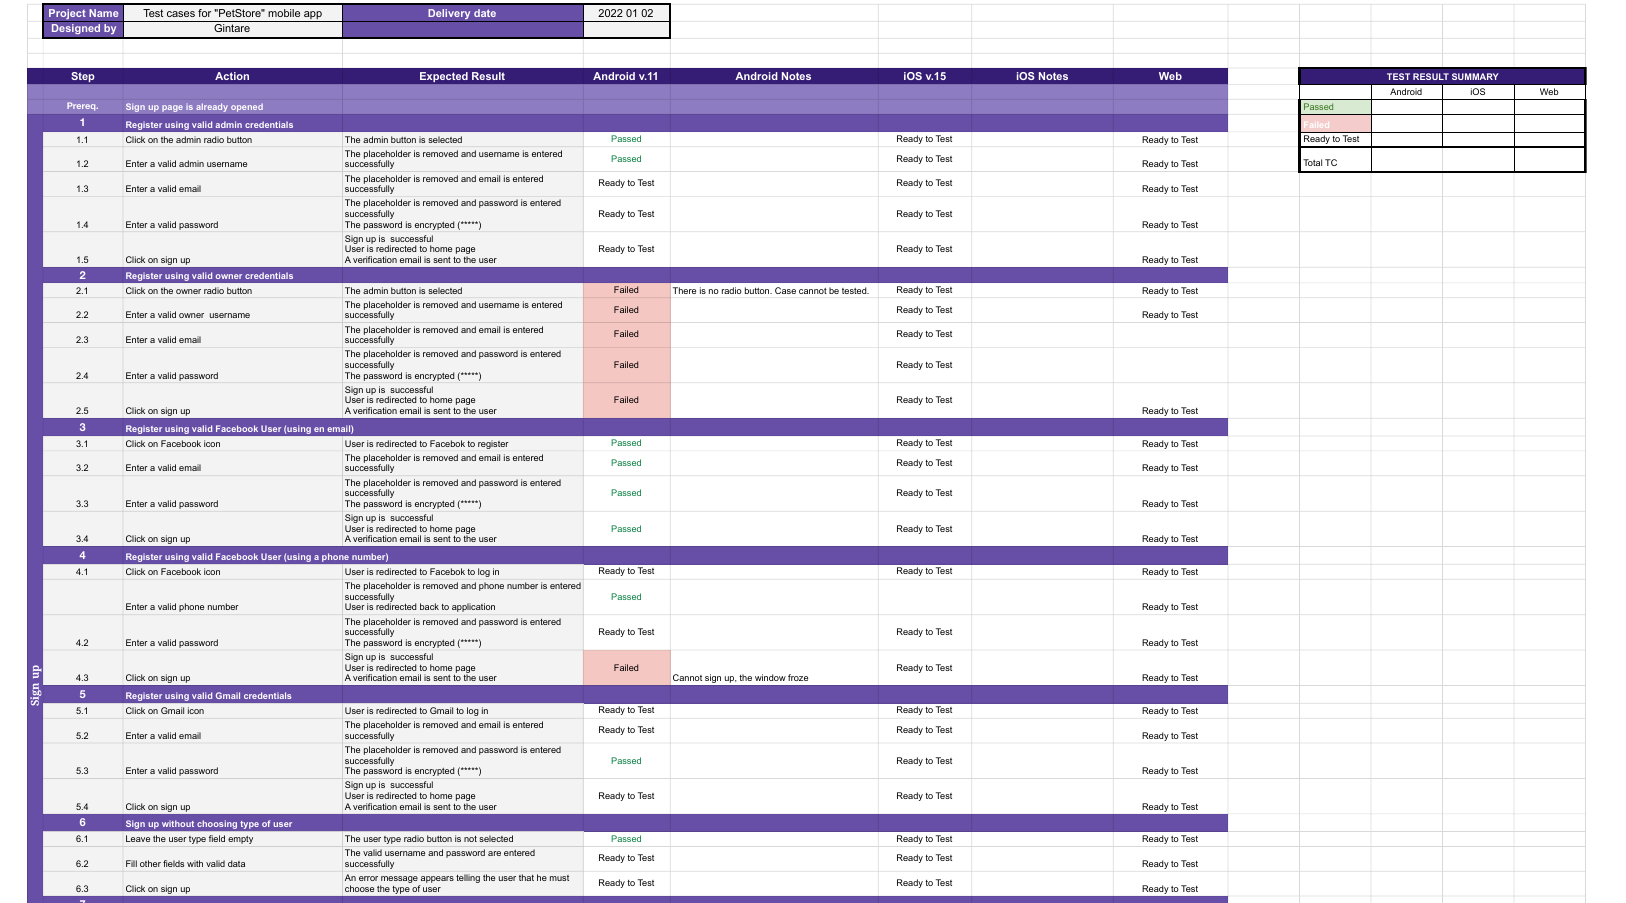 Project Name Test cases for "PetStore" mobile app Delivery date 2022 01 02
Designed by Gintare
Step Action Expected Result Android v.11 Android Notes iOS v.15 iOS Notes Web
Prereq. Sign up page is already opened
1 Register using valid admin credentials
1.1 Click on the admin radio button The admin button is selected Passed Ready to Test Ready to Test
The placeholder is removed and username is entered
1.2 Enter a valid admin username successfully Passed Ready to Test Ready to Test
The placeholder is removed and email is entered
1.3 Enter a valid email successfully Ready to Test Ready to Test Ready to Test
The placeholder is removed and password is entered
successfully Ready to Test Ready to Test
1.4 Enter a valid password The password is encrypted (*****) Ready to Test
Sign up is  successful
User is redirected to home page Ready to Test Ready to Test
1.5 Click on sign up A verification email is sent to the user Ready to Test
2 Register using valid owner credentials
2.1 Click on the owner radio button The admin button is selected Failed There is no radio button. Case cannot be tested. Ready to Test Ready to Test
The placeholder is removed and username is entered
2.2 Enter a valid owner  username successfully Failed Ready to Test Ready to Test
The placeholder is removed and email is entered
2.3 Enter a valid email successfully Failed Ready to Test
The placeholder is removed and password is entered
successfully Failed Ready to Test
2.4 Enter a valid password The password is encrypted (*****)
Sign up is  successful
User is redirected to home page Failed Ready to Test
2.5 Click on sign up A verification email is sent to the user Ready to Test
3 Register using valid Facebook User (using en email)
3.1 Click on Facebook icon User is redirected to Facebok to register Passed Ready to Test Ready to Test
The placeholder is removed and email is entered
3.2 Enter a valid email successfully Passed Ready to Test Ready to Test
The placeholder is removed and password is entered
successfully Passed Ready to Test
3.3 Enter a valid password The password is encrypted (*****) Ready to Test
Sign up is  successful
User is redirected to home page Passed Ready to Test
3.4 Click on sign up A verification email is sent to the user Ready to Test
4 Register using valid Facebook User (using a phone number)
4.1 Click on Facebook icon User is redirected to Facebok to log in Ready to Test Ready to Test Ready to Test
The placeholder is removed and phone number is entered
successfully Passed
Enter a valid phone number User is redirected back to application Ready to Test
The placeholder is removed and password is entered
successfully Ready to Test Ready to Test
4.2 Enter a valid password The password is encrypted (*****) Ready to Test
Sign up is  successful
User is redirected to home page Failed Ready to Test
4.3 Click on sign up A verification email is sent to the user Cannot sign up, the window froze Ready to Test
5 Register using valid Gmail credentials
5.1 Click on Gmail icon User is redirected to Gmail to log in Ready to Test Ready to Test Ready to Test
The placeholder is removed and email is entered
5.2 Enter a valid email successfully Ready to Test Ready to Test Ready to Test
The placeholder is removed and password is entered
successfully Passed Ready to Test
5.3 Enter a valid password The password is encrypted (*****) Ready to Test
Sign up is  successful
User is redirected to home page Ready to Test Ready to Test
5.4 Click on sign up A verification email is sent to the user Ready to Test
6 Sign up without choosing type of user
6.1 Leave the user type field empty The user type radio button is not selected Passed Ready to Test Ready to Test
The valid username and password are entered
6.2 Fill other fields with valid data successfully Ready to Test Ready to Test Ready to Test
An error message appears telling the user that he must
6.3 Click on sign up choose the type of user Ready to Test Ready to Test Ready to Test
Sign up
TEST RESULT SUMMARY
Android iOS Web
Passed
Failed
Ready to Test
Total TC